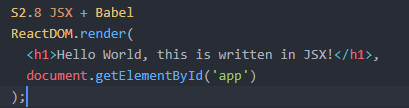 S2.8 JSX + Babel
ReactDOM.render(
  <h1>Hello World, this is written in JSX!</h1>,
  document.getElementById('app')
);